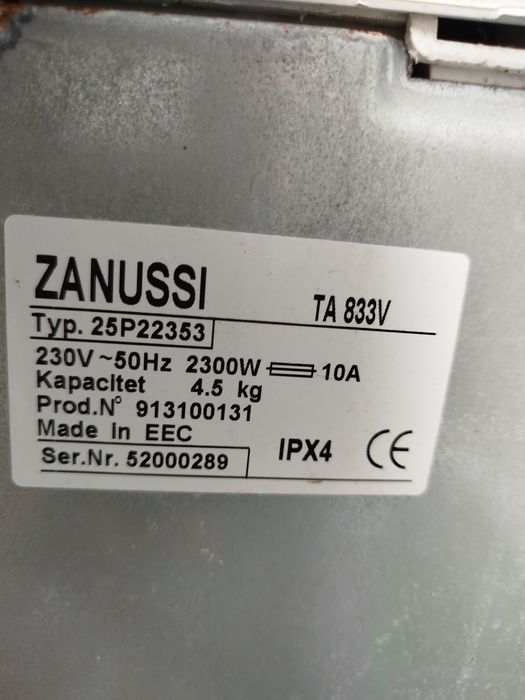 ZANUSSI
TA 833V
Typ. 25P22353
230V ~50Hz 2300W 10A
Kapacitet 4.5 kg
Prod.N° 913100131
Made In EEC
Ser.Nr. 52000289
IPX4 CE